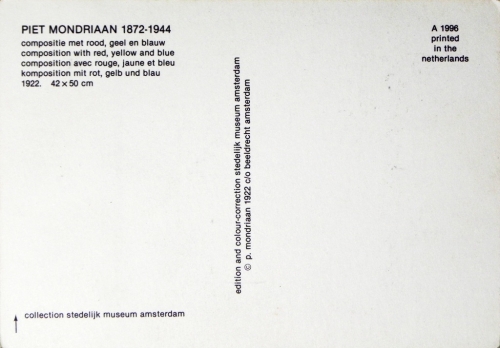 PIET MONDRIAAN 1872-1944
compositie met rood, geel en blauw
composition with red, yellow and blue
composition avec rouge, jaune et bleu
komposition mit rot, gelb und blau
1922. 42 x 50 cm
A 1996
printed
in the
netherlands
edition and colour-correction stedelijk museum amsterdam
© p. mondriaan 1922 c/o beeldrecht amsterdam
collection stedelijk museum amsterdam